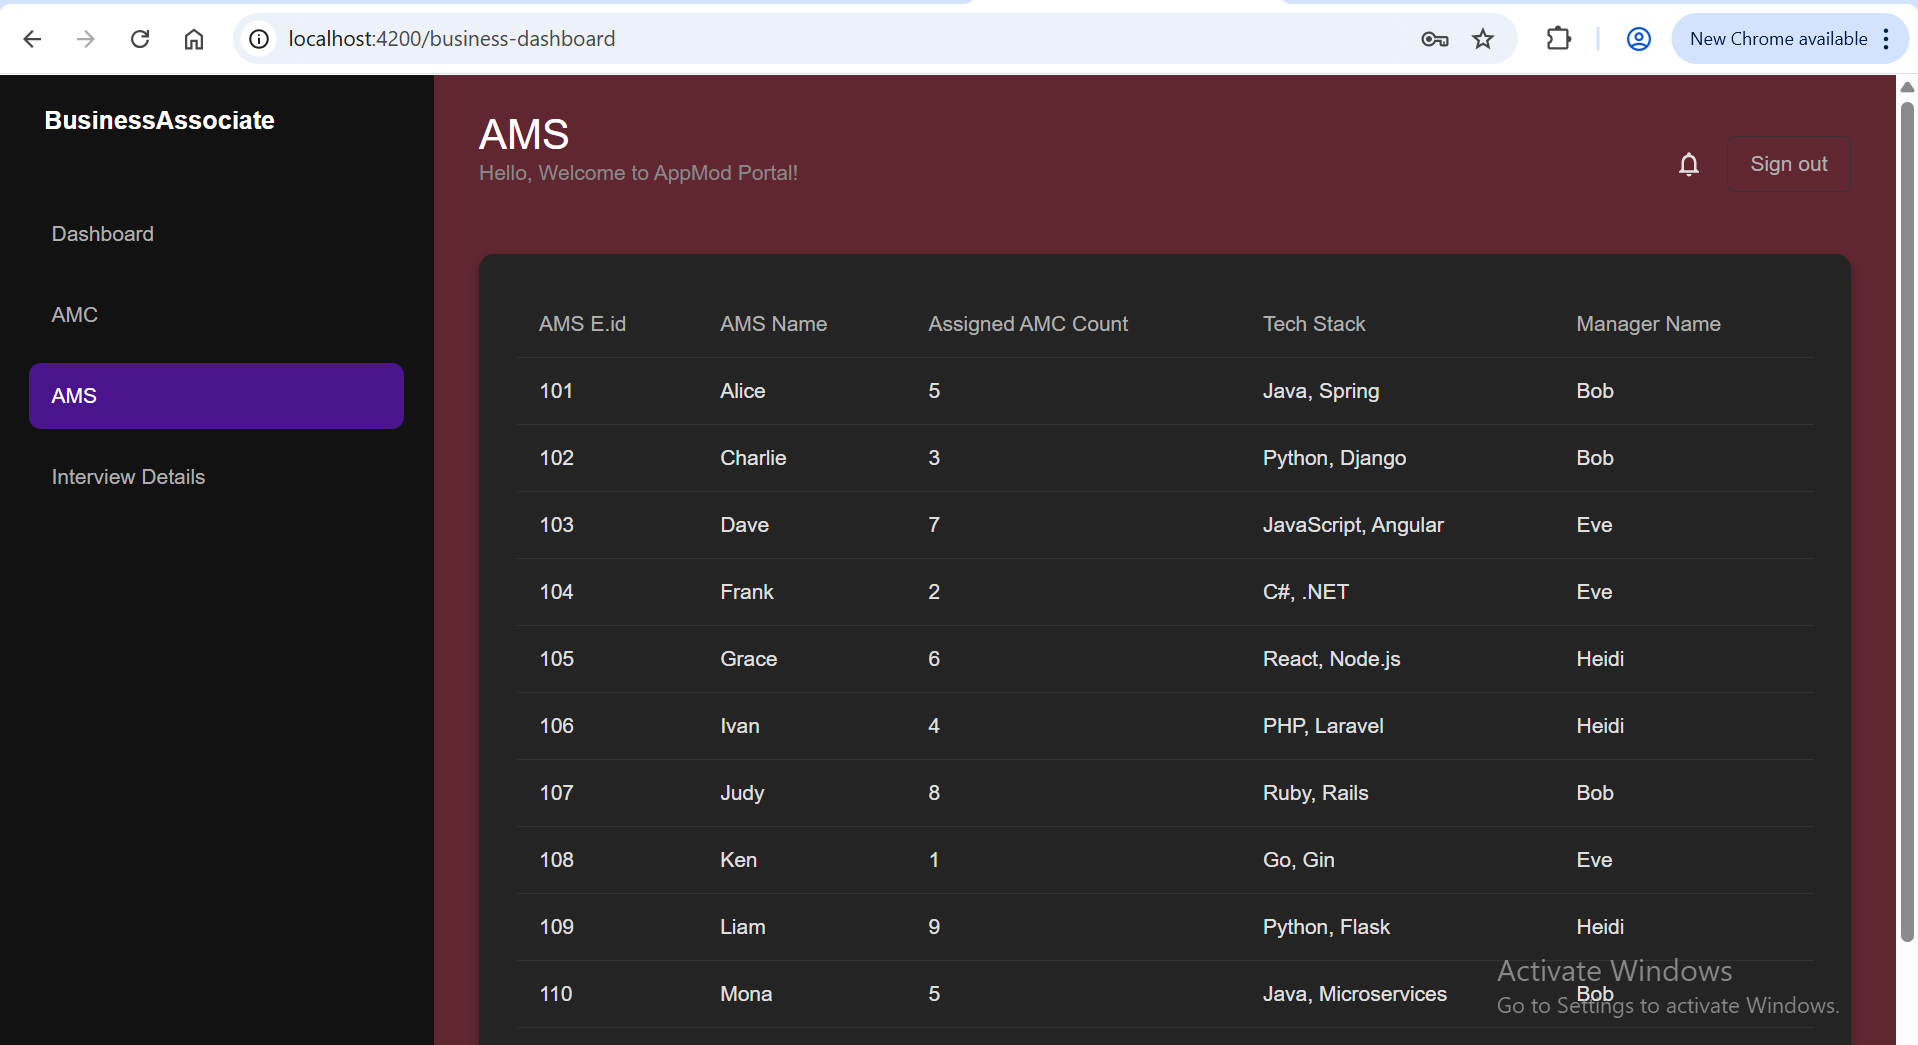 localhost:4200/business-dashboard
New Chrome available
BusinessAssociate
Dashboard
AMC
AMS
Interview Details
AMS
Hello, Welcome to AppMod Portal!
Sign out
AMS E.id AMS Name Assigned AMC Count Tech Stack Manager Name
101 Alice 5 Java, Spring Bob
102 Charlie 3 Python, Django Bob
103 Dave 7 JavaScript, Angular Eve
104 Frank 2 C#, .NET Eve
105 Grace 6 React, Node.js Heidi
106 Ivan 4 PHP, Laravel Heidi
107 Judy 8 Ruby, Rails Bob
108 Ken 1 Go, Gin Eve
109 Liam 9 Python, Flask Heidi
110 Mona 5 Java, Microservices Bob
Activate Windows
Go to Settings to activate Windows.